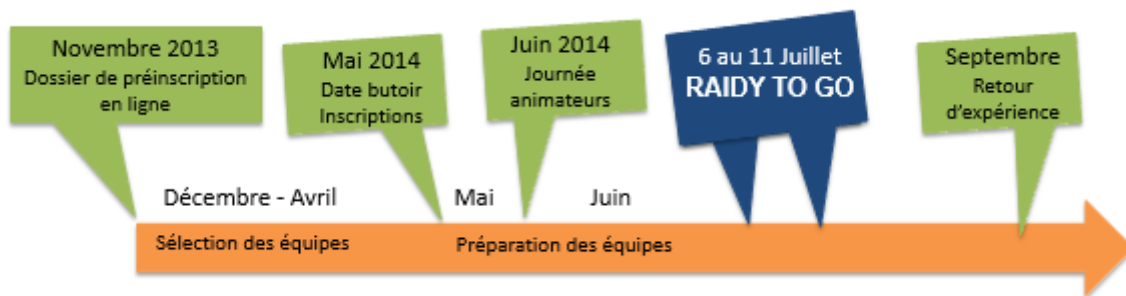 Novembre 2013
Dossier de préinscription
en ligne
Mai 2014
Date butoir
Inscriptions
Juin 2014
Journée
animateurs
6 au 11 Juillet
RAIDY TO GO
Septembre
Retour
d'expérience
Décembre - Avril
Mai
Juin
Sélection des équipes
Préparation des équipes